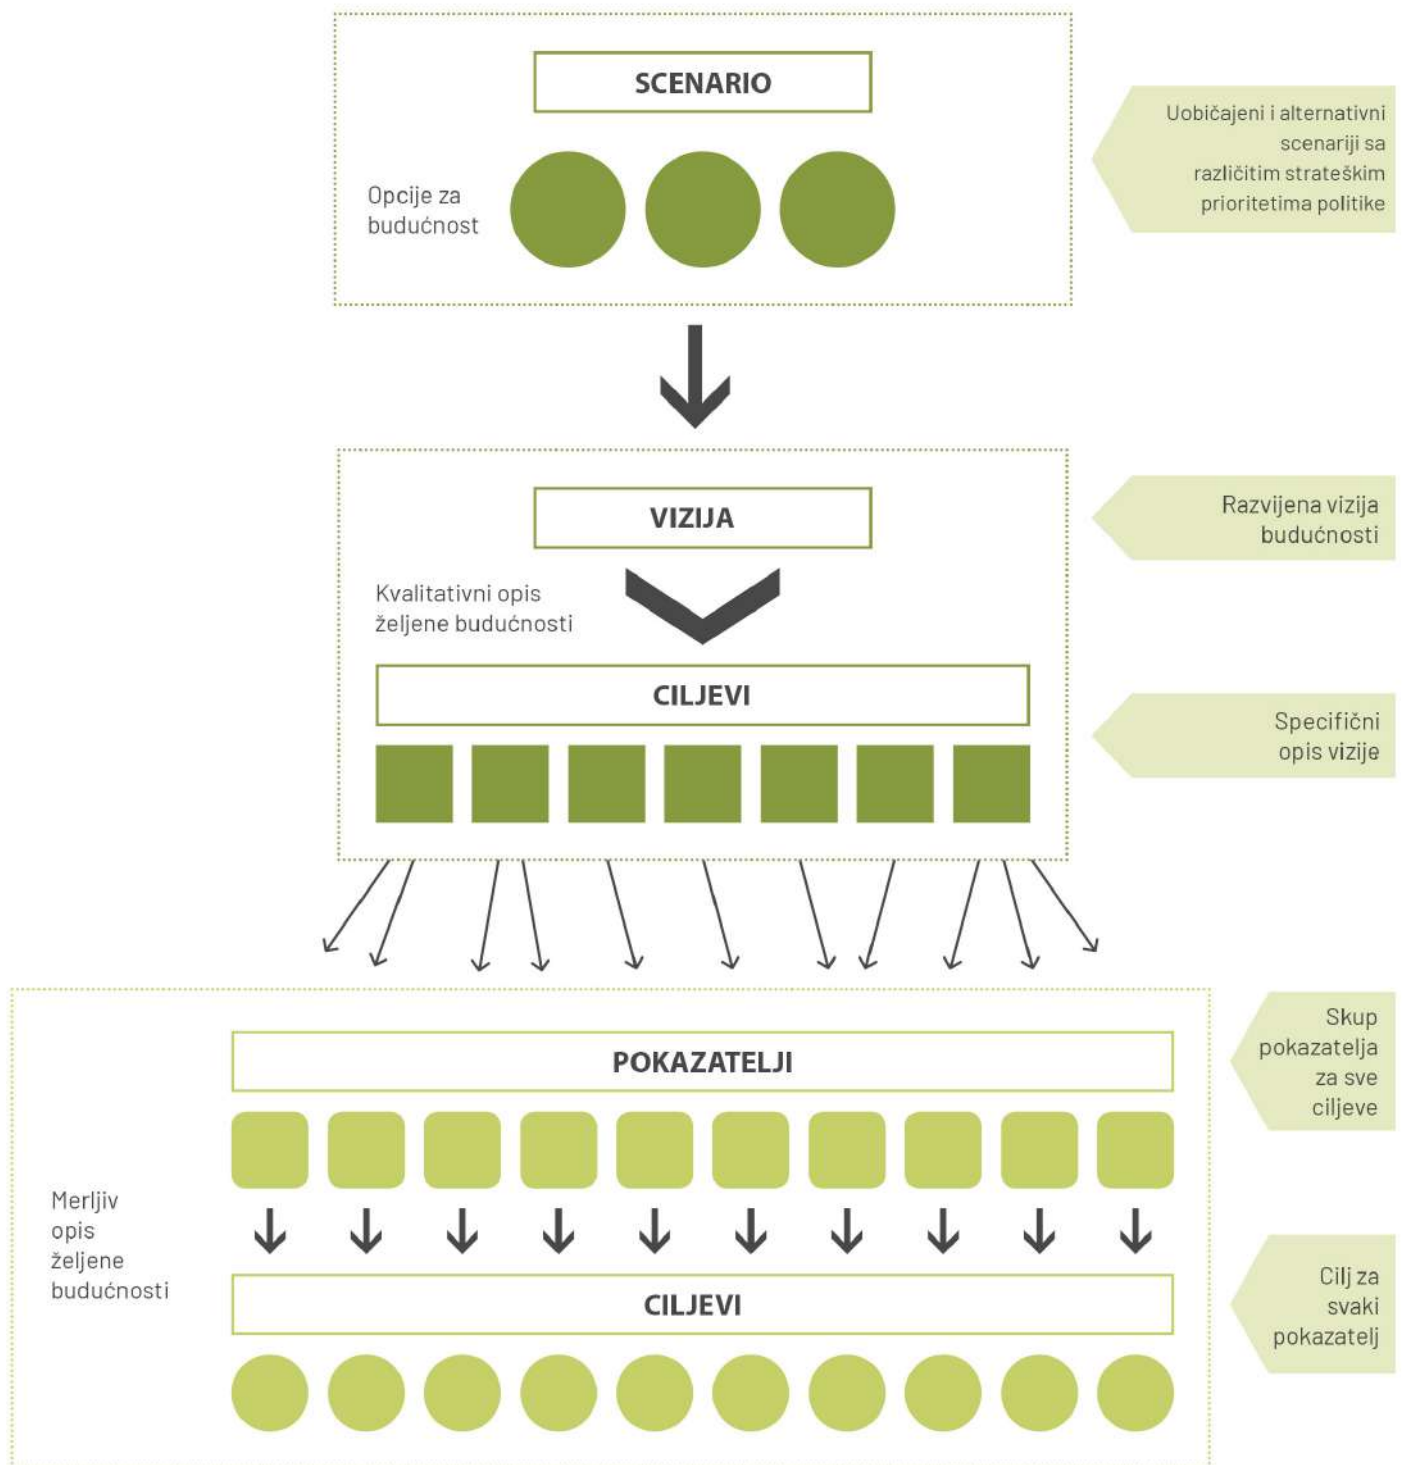 SCENARIO
Opcije za
budućnost
Uobičajeni i alternativni
scenariji sa
različitim strateškim
prioritetima politike
VIZIJA
Kvalitativni opis
željene budućnosti
Razvijena vizija
budućnosti
CILJEVI
Specifični
opis vizije
POKAZATELJI
Skup
pokazatelja
za sve
ciljeve
Merljiv
opis
željene
budućnosti
CILJEVI
Cilj za
svaki
pokazatelj